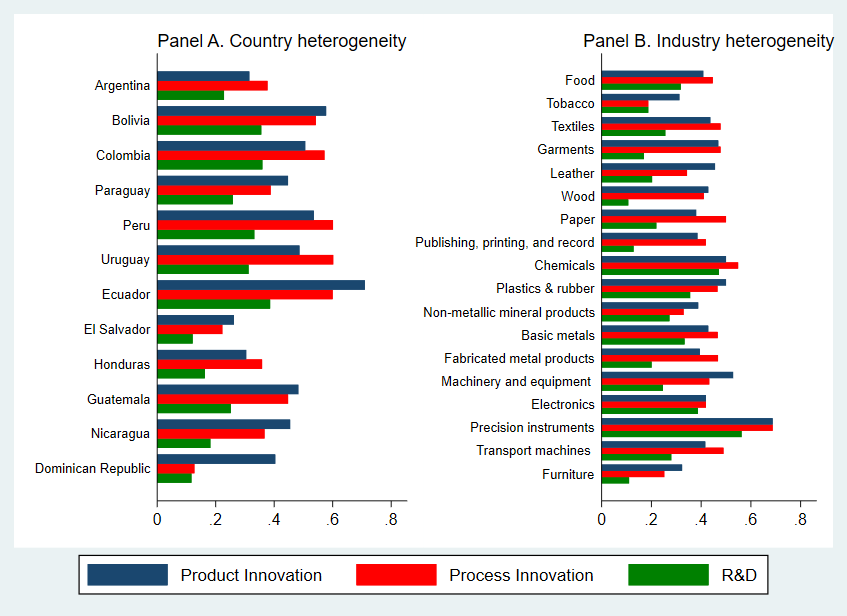 Panel A. Country heterogeneity
Argentina
Bolivia
Colombia
Paraguay
Peru
Uruguay
Ecuador
El Salvador
Honduras
Guatemala
Nicaragua
Dominican Republic
0 .2 .4 .6 .8
Panel B. Industry heterogeneity
Food
Tobacco
Textiles
Garments
Leather
Wood
Paper
Publishing, printing, and record
Chemicals
Plastics & rubber
Non-metallic mineral products
Basic metals
Fabricated metal products
Machinery and equipment
Electronics
Precision instruments
Transport machines
Furniture
0 .2 .4 .6 .8
Product Innovation Process Innovation R&D